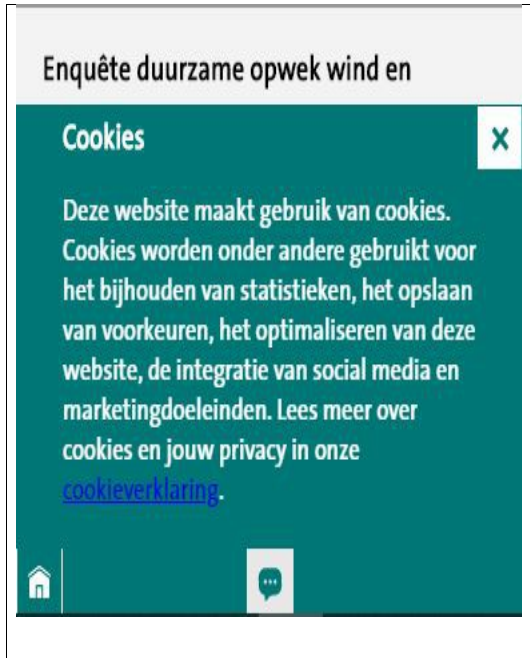 Enquête duurzame opwek wind en
Cookies
Deze website maakt gebruik van cookies.
Cookies worden onder andere gebruikt voor
het bijhouden van statistieken, het opslaan
van voorkeuren, het optimaliseren van deze
website, de integratie van social media en
marketingdoeleinden. Lees meer over
cookies en jouw privacy in onze
cookieverklaring.